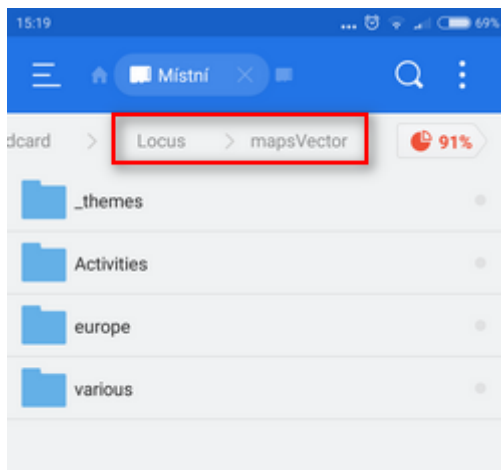 15:19 ... 69%
Místní
dcard > Locus > mapsVector 91%
_themes
Activities
europe
various